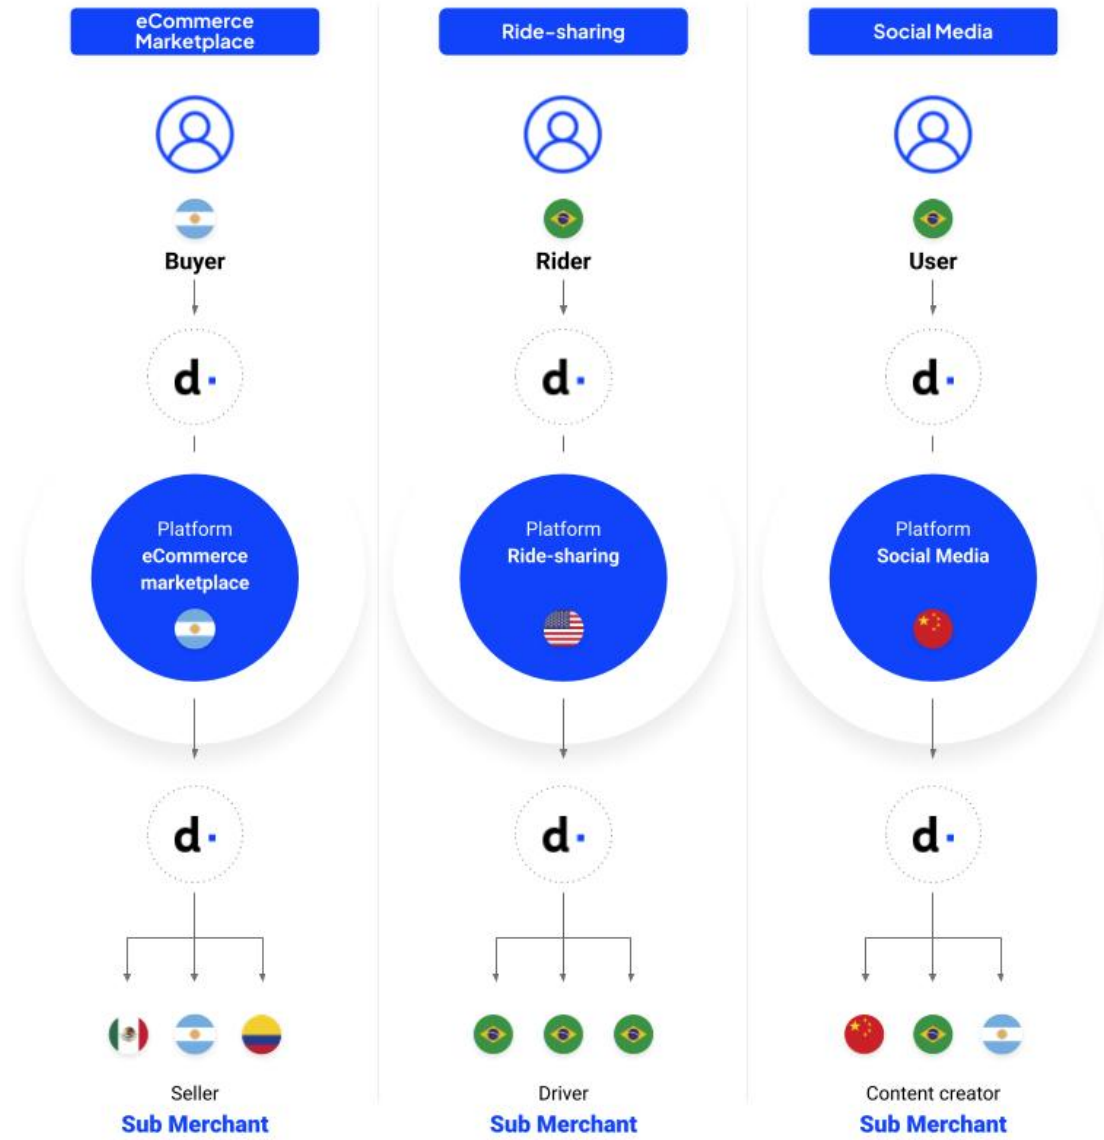 eCommerce
Marketplace
Buyer
d·
Platform
eCommerce
marketplace
d·
Seller
Sub Merchant
Ride-sharing
Rider
d·
Platform
Ride-sharing
d·
Driver
Sub Merchant
Social Media
User
d·
Platform
Social Media
d·
Content creator
Sub Merchant